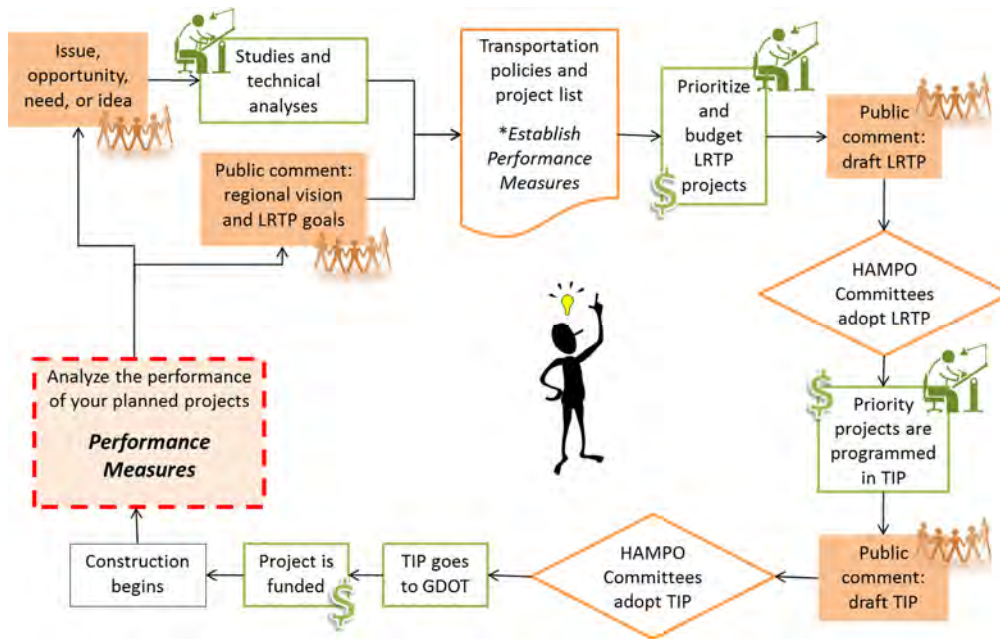 Issue,
opportunity,
need, or idea
Studies and
technical
analyses
Public comment:
regional vision
and LRTP goals
Transportation
policies and
project list
*Establish
Performance
Measures
Prioritize
and
budget
LRTP
projects
$
Public
comment:
draft LRTP
HAMPO
Committees
adopt LRTP
$
Priority
projects are
programmed
in TIP
Public
comment:
draft TIP
HAMPO
Committees
adopt TIP
TIP goes
to GDOT
Project is
funded
$
Construction
begins
Analyze the performance
of your planned projects
Performance
Measures